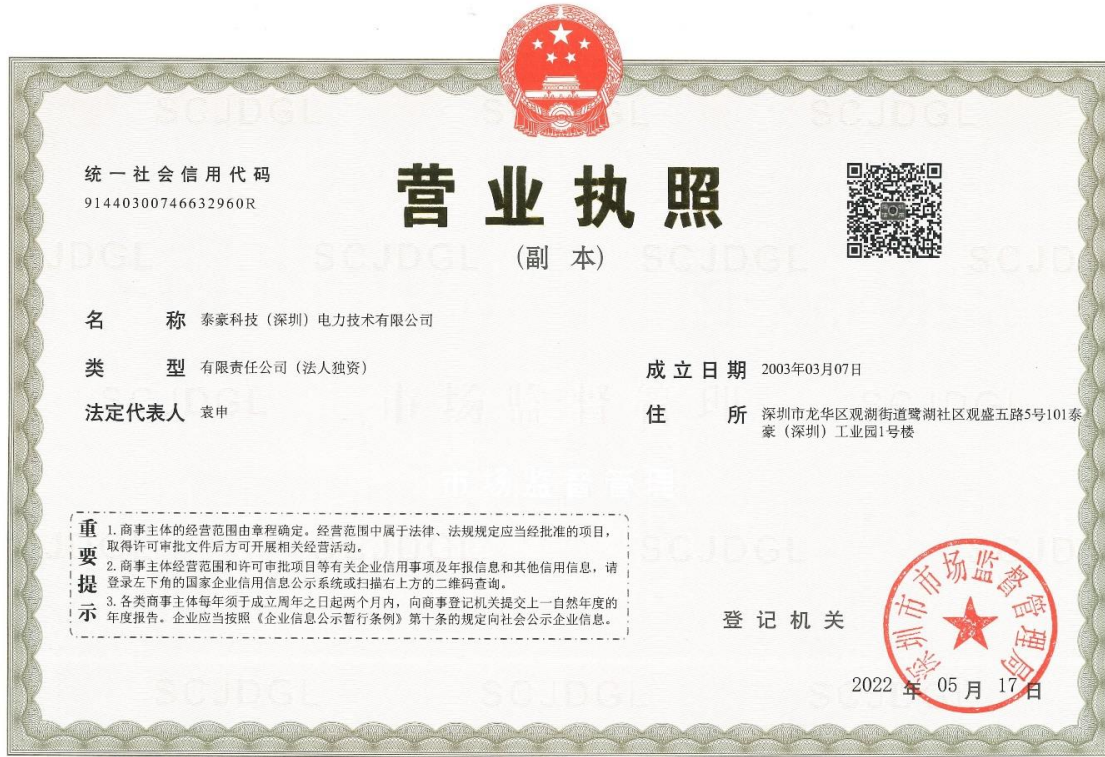 统一社会信用代码
91440300746632960R
营业执照
(副 本)
名 称 泰豪科技（深圳）电力技术有限公司
类 型 有限责任公司（法人独资）
法定代表人 袁申
成立日期 2003年03月07日
住 所 深圳市龙华区观湖街道鹭湖社区观盛五路5号101泰
豪（深圳）工业园1号楼
重要提示
1. 商事主体的经营范围由章程确定。经营范围中属于法律、法规规定应当经批准的项目，
取得许可审批文件后方可开展相关经营活动。
2. 商事主体经营范围和许可审批项目等有关企业信用事项及年报信息和其他信用信息，请
登录左下角的国家企业信用信息公示系统或扫描右上方的二维码查询。
3. 各类商事主体每年须于成立周年之日起两个月内，向商事登记机关提交上一自然年度的
年度报告。企业应当按照《企业信息公示暂行条例》第十条的规定向社会公示企业信息。
登记机关
深圳市市场监督管理局
2022 年 05 月 17 日
SCJDGL
市场监督管理